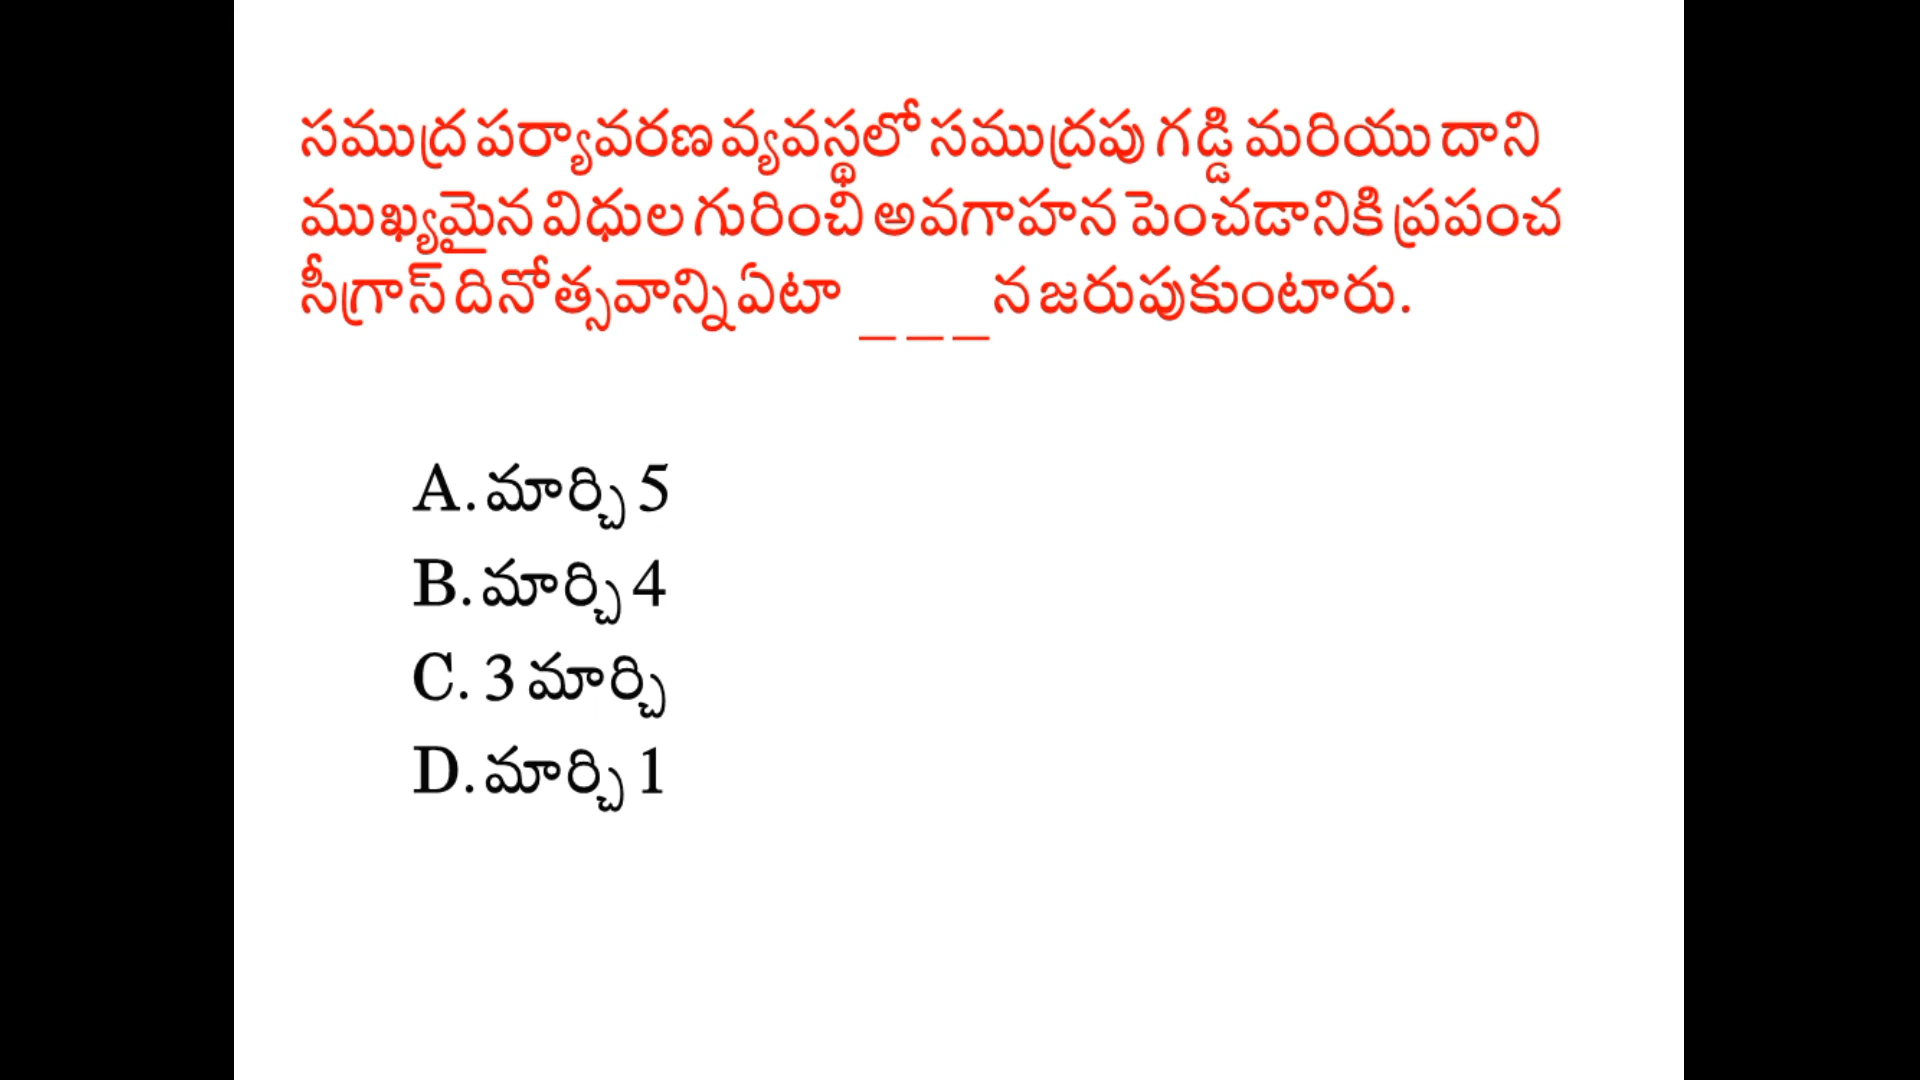 సముద్ర పర్యావరణ వ్యవస్థలో సముద్రపు గడ్డి మరియు దాని
ముఖ్యమైన విధుల గురించి అవగాహన పెంచడానికి ప్రపంచ
సీగ్రాస్ దినోత్సవాన్ని ఏటా _ _ _ న జరుపుకుంటారు.
A. మార్చి 5
B. మార్చి 4
C. 3 మార్చి
D. మార్చి 1